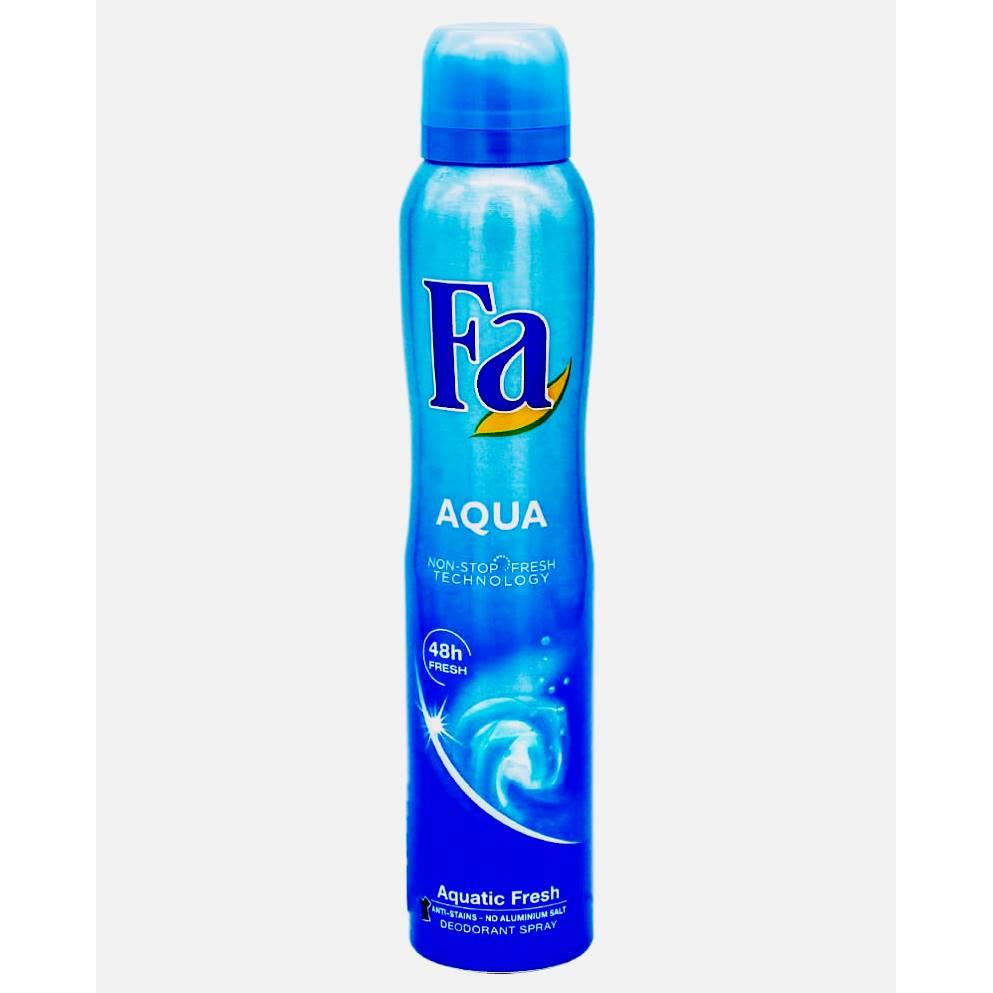 Fa
AQUA
NON-STOP FRESH
TECHNOLOGY
48h
FRESH
Aquatic Fresh
ANTI-STAINS - NO ALUMINIUM SALT
DEODORANT SPRAY